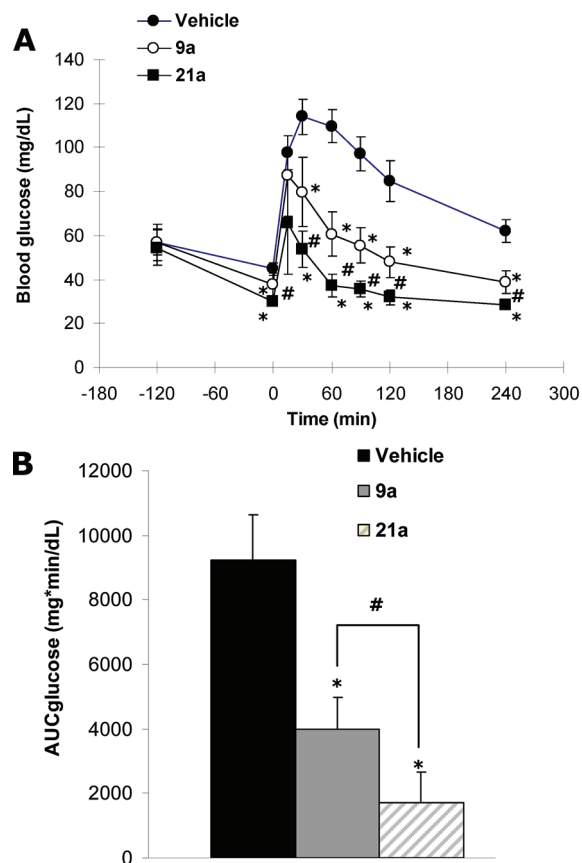 A
Vehicle
9a
21a
Blood glucose (mg/dL)
140
120
100
80
60
40
20
0
-180 -120 -60 0 60 120 180 240 300
Time (min)
* * * * * * * * * * * * * *
# # # # # #
B
Vehicle
9a
21a
AUCglucose (mg*min/dL)
12000
10000
8000
6000
4000
2000
0
#
*
*